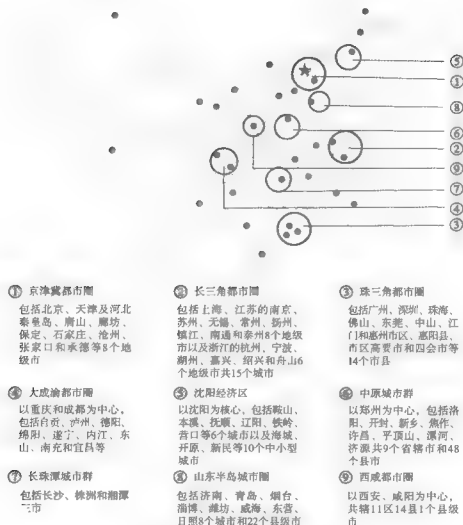 ⑤
①
⑧
⑥
②
⑨
⑦
④
③
① 京津冀都市圈
包括北京、天津及河北
秦皇岛、唐山、廊坊、
保定、石家庄、沧州、
张家口和承德等8个地
级市
② 长三角都市圈
包括上海、江苏的南京、
苏州、无锡、常州、扬州、
镇江、南通和泰州8个地级
市以及浙江的杭州、宁波、
湖州、嘉兴、绍兴和舟山6
个地级市共15个城市
③ 珠三角都市圈
包括广州、深圳、珠海、
佛山、东莞、中山、江
门和惠州市区、惠阳县、
市区高要市和四会市等
14个市县
④ 大成渝都市圈
以重庆和成都为中心，
包括自贡、泸州、德阳、
绵阳、遂宁、内江、东
山、南充和宜昌等
⑤ 沈阳经济区
以沈阳为核心，包括鞍山、
本溪、抚顺、辽阳、铁岭、
营口等6个城市以及海城、
开原、新民等10个中小型
城市
⑥ 中原城市群
以郑州为中心，包括洛
阳、开封、新乡、焦作、
许昌、平顶山、漯河、
济源共9个省辖市和48
个县市
⑦ 长珠潭城市群
包括长沙、株洲和湘潭
三市
⑧ 山东半岛城市圈
包括济南、青岛、烟台、
淄博、潍坊、威海、东营、
日照8个城市和22个县级市
⑨ 西咸都市圈
以西安、咸阳为中心，
共辖11区14县1个县级
市